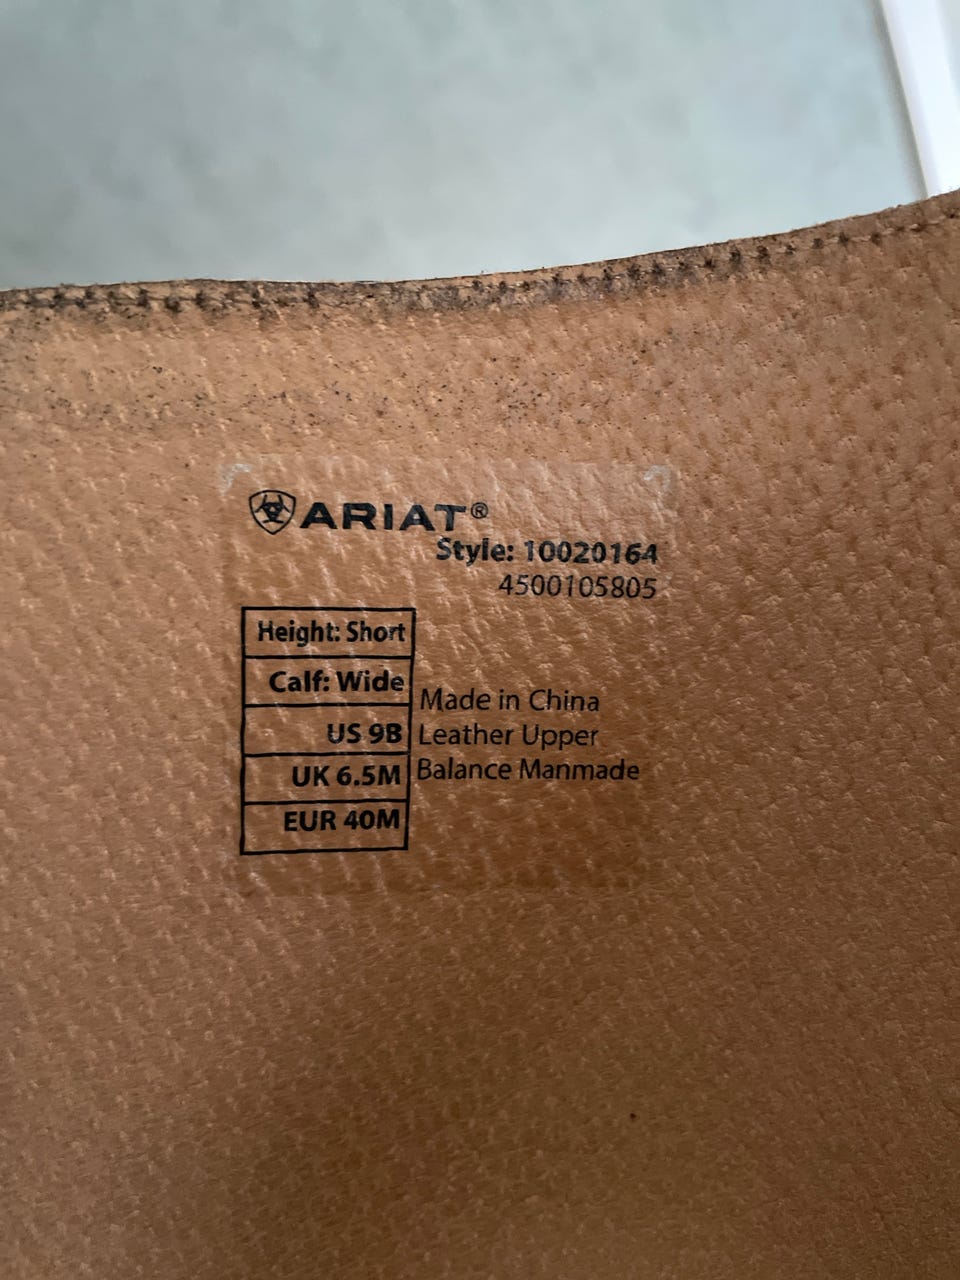 ARIAT®
Style: 10020164
4500105805
Height: Short
Calf: Wide
US 9B
UK 6.5M
EUR 40M
Made in China
Leather Upper
Balance Manmade